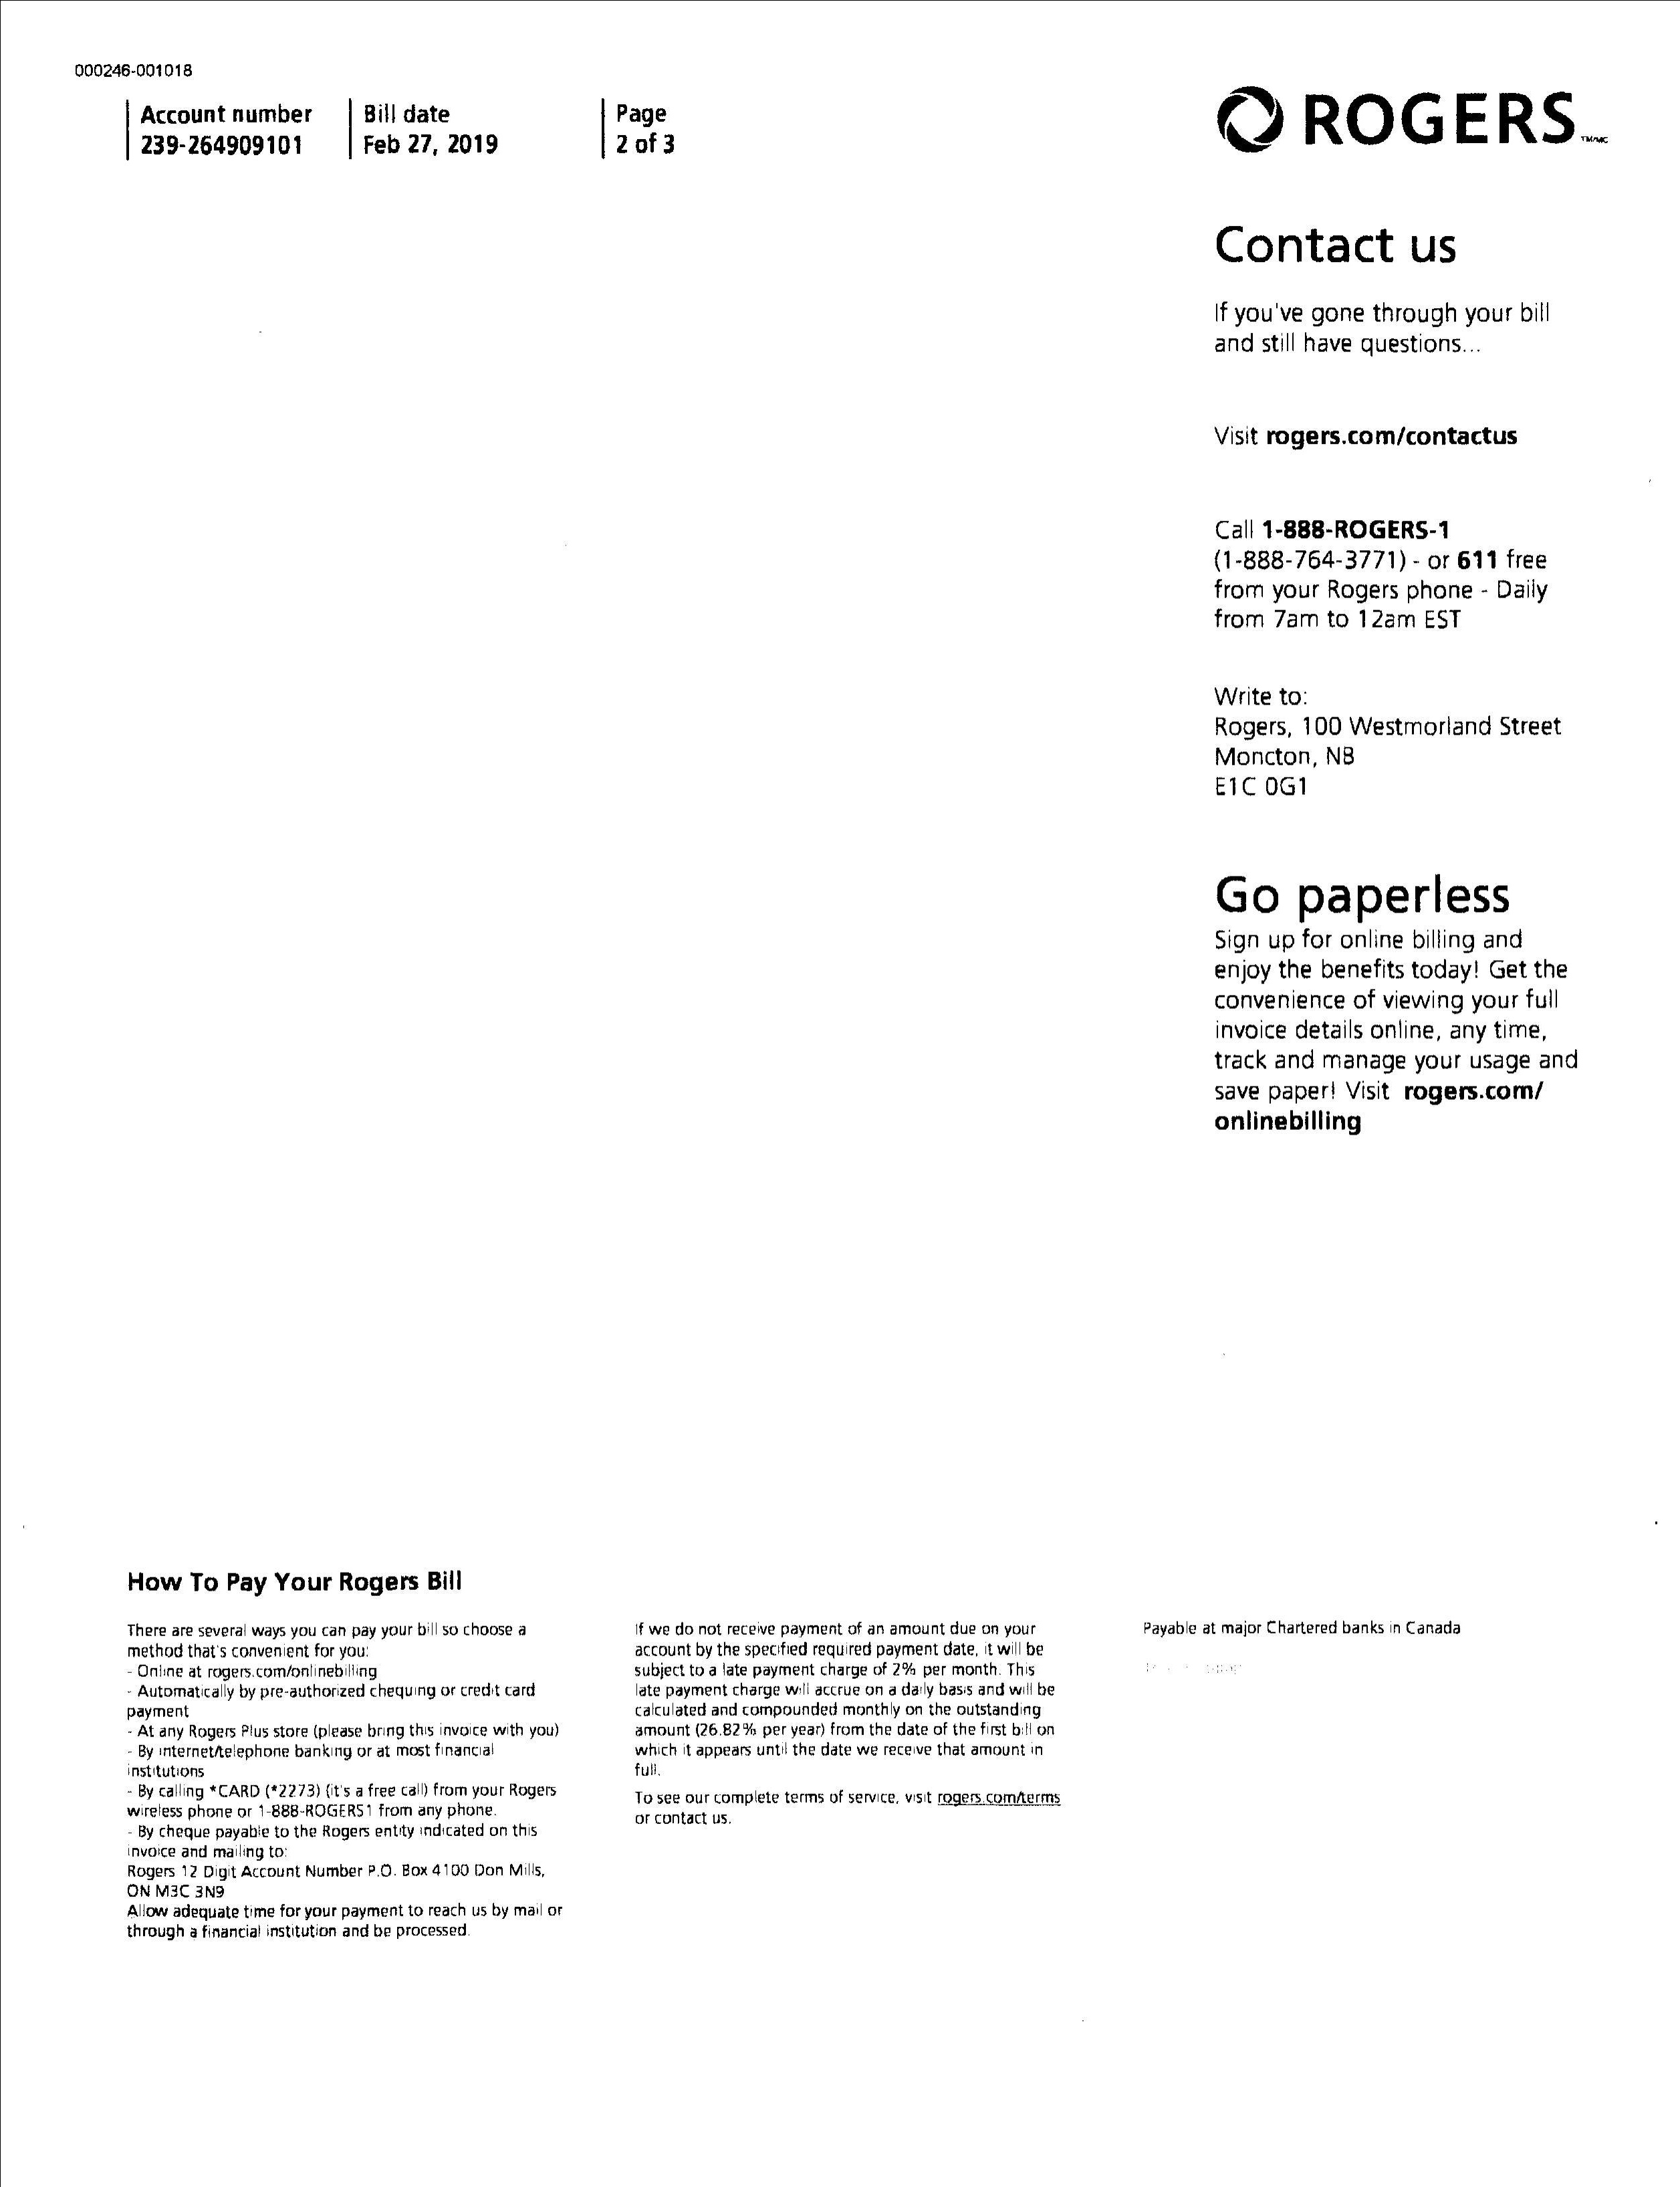 000246-001018
Account number
239-264909101
Bill date
Feb 27, 2019
Page
2 of 3
ROGERS TM/MC
Contact us
If you've gone through your bill
and still have questions...
Visit rogers.com/contactus
Call 1-888-ROGERS-1
(1-888-764-3771) - or 611 free
from your Rogers phone - Daily
from 7am to 12am EST
Write to:
Rogers, 100 Westmorland Street
Moncton, NB
E1C 0G1
Go paperless
Sign up for online billing and
enjoy the benefits today! Get the
convenience of viewing your full
invoice details online, any time,
track and manage your usage and
save paper! Visit rogers.com/
onlinebilling
How To Pay Your Rogers Bill
There are several ways you can pay your bill so choose a
method that's convenient for you:
- Online at rogers.com/onlinebilling
- Automatically by pre-authorized chequing or credit card
payment
- At any Rogers Plus store (please bring this invoice with you)
- By internet/telephone banking or at most financial
institutions
- By calling *CARD (*2273) (it's a free call) from your Rogers
wireless phone or 1-888-ROGERS1 from any phone.
- By cheque payable to the Rogers entity indicated on this
invoice and mailing to:
Rogers 12 Digit Account Number P.O. Box 4100 Don Mills,
ON M3C 3N9
Allow adequate time for your payment to reach us by mail or
through a financial institution and be processed.
If we do not receive payment of an amount due on your
account by the specified required payment date, it will be
subject to a late payment charge of 2% per month. This
late payment charge will accrue on a daily basis and will be
calculated and compounded monthly on the outstanding
amount (26.82% per year) from the date of the first bill on
which it appears until the date we receive that amount in
full.
To see our complete terms of service, visit rogers.com/terms
or contact us.
Payable at major Chartered banks in Canada